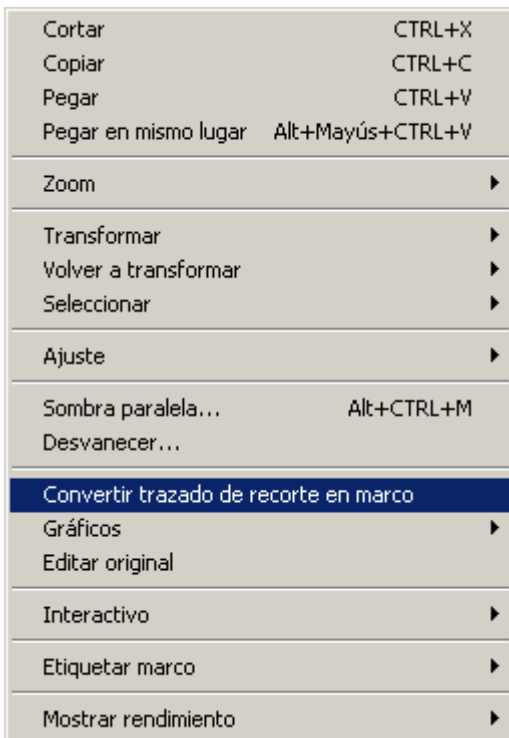 Cortar CTRL+X
Copiar CTRL+C
Pegar CTRL+V
Pegar en mismo lugar Alt+Mayús+CTRL+V
Zoom
Transformar
Volver a transformar
Seleccionar
Ajuste
Sombra paralela... Alt+CTRL+M
Desvanecer...
Convertir trazado de recorte en marco
Gráficos
Editar original
Interactivo
Etiquetar marco
Mostrar rendimiento